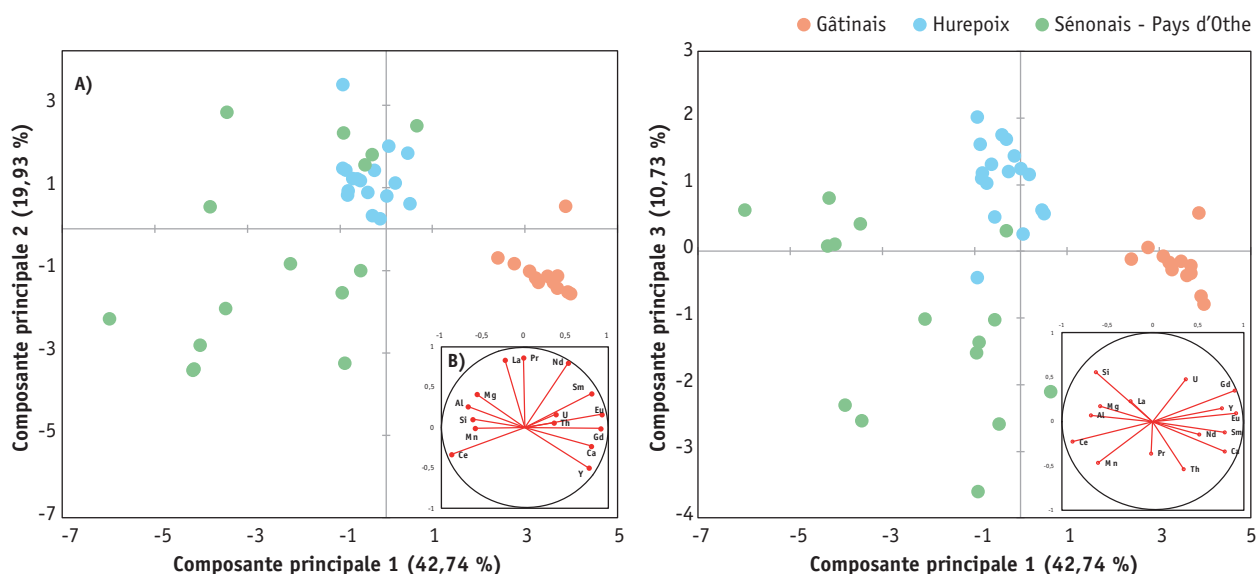 Gâtinais Hurepoix Sénonais - Pays d'Othe
A)
Composante principale 2 (19,93 %)
3
1
-1
-3
-5
-7
-7 -5 -3 -1 1 3 5
Composante principale 1 (42,74 %)
B)
-1 -0,5 0 0,5 1
1
0,5
0
-0,5
-1
La Pr Nd
Mg Sm
Al
Si U Eu
Th
Mn Gd
Ce Ca
Y
Composante principale 3 (10,73 %)
3
2
1
0
-1
-2
-3
-4
-7 -5 -3 -1 1 3 5
Composante principale 1 (42,74 %)
-1 -0,5 0 0,5 1
1
0,5
0
-0,5
-1
Si U
Gd
La
Mg Y
Al Eu
Nd Sm
Ce
Pr Ca
Mn Th